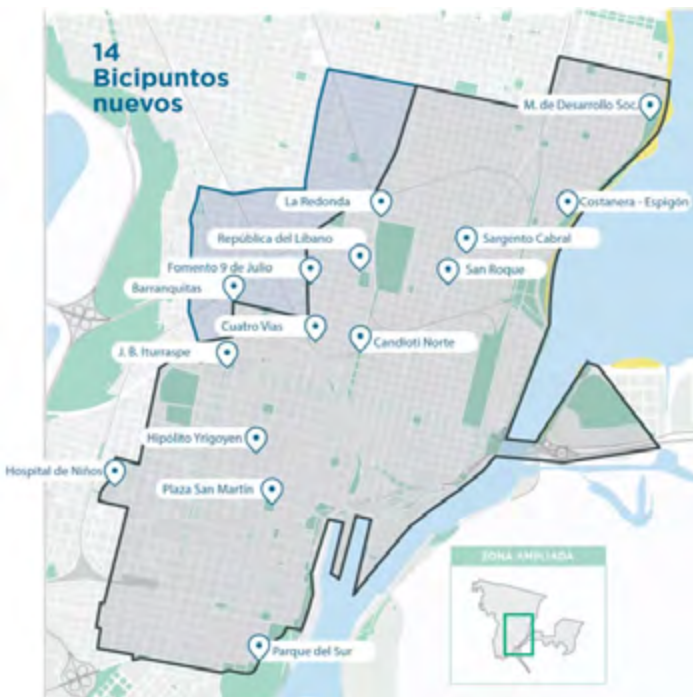 14
Bicipuntos
nuevos
M. de Desarrollo Soc.
La Redonda
Costanera - Espigón
República del Líbano
Sargento Cabral
Fomento 9 de Julio
San Roque
Barranquitas
Cuatro Vías
Candioti Norte
J. B. Iturraspe
Hipólito Yrigoyen
Hospital de Niños
Plaza San Martín
ZONA AMPLIADA
Parque del Sur